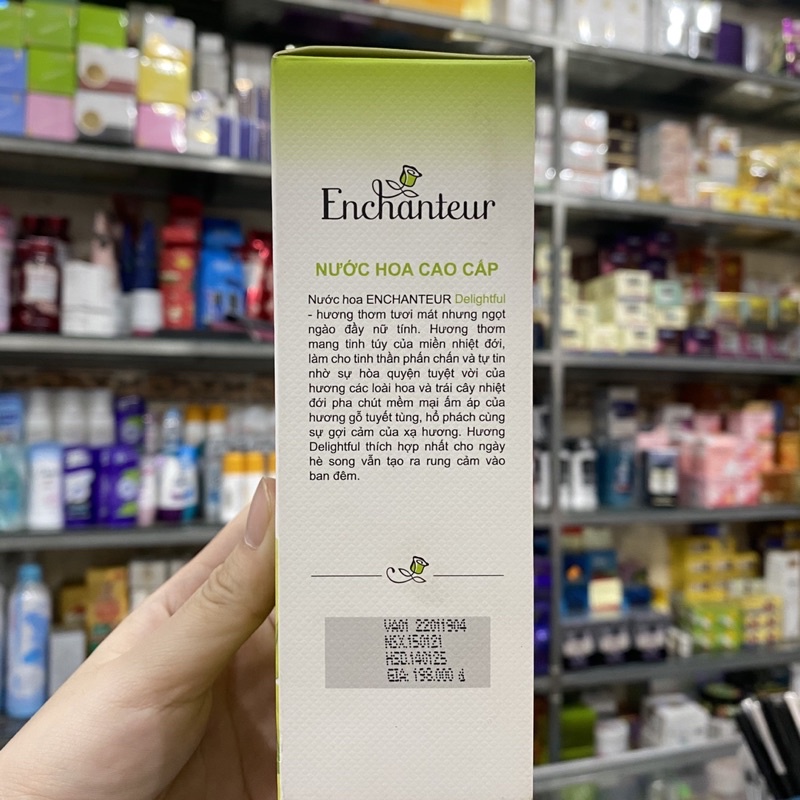 Enchanteur
NƯỚC HOA CAO CẤP
Nước hoa ENCHANTEUR Delightful
- hương thơm tươi mát nhưng ngọt
ngào đầy nữ tính. Hương thơm
mang tinh túy của miền nhiệt đới,
làm cho tinh thần phấn chấn và tự tin
nhờ sự hòa quyện tuyệt vời của
hương các loài hoa và trái cây nhiệt
đới pha chút mềm mại ấm áp của
hương gỗ tuyết tùng, hổ phách cùng
sự gợi cảm của xạ hương. Hương
Delightful thích hợp nhất cho ngày
hè song vẫn tạo ra rung cảm vào
ban đêm.
VA01 22011904
NSX.150121
HSD.140125
GIA: 198.000 đ